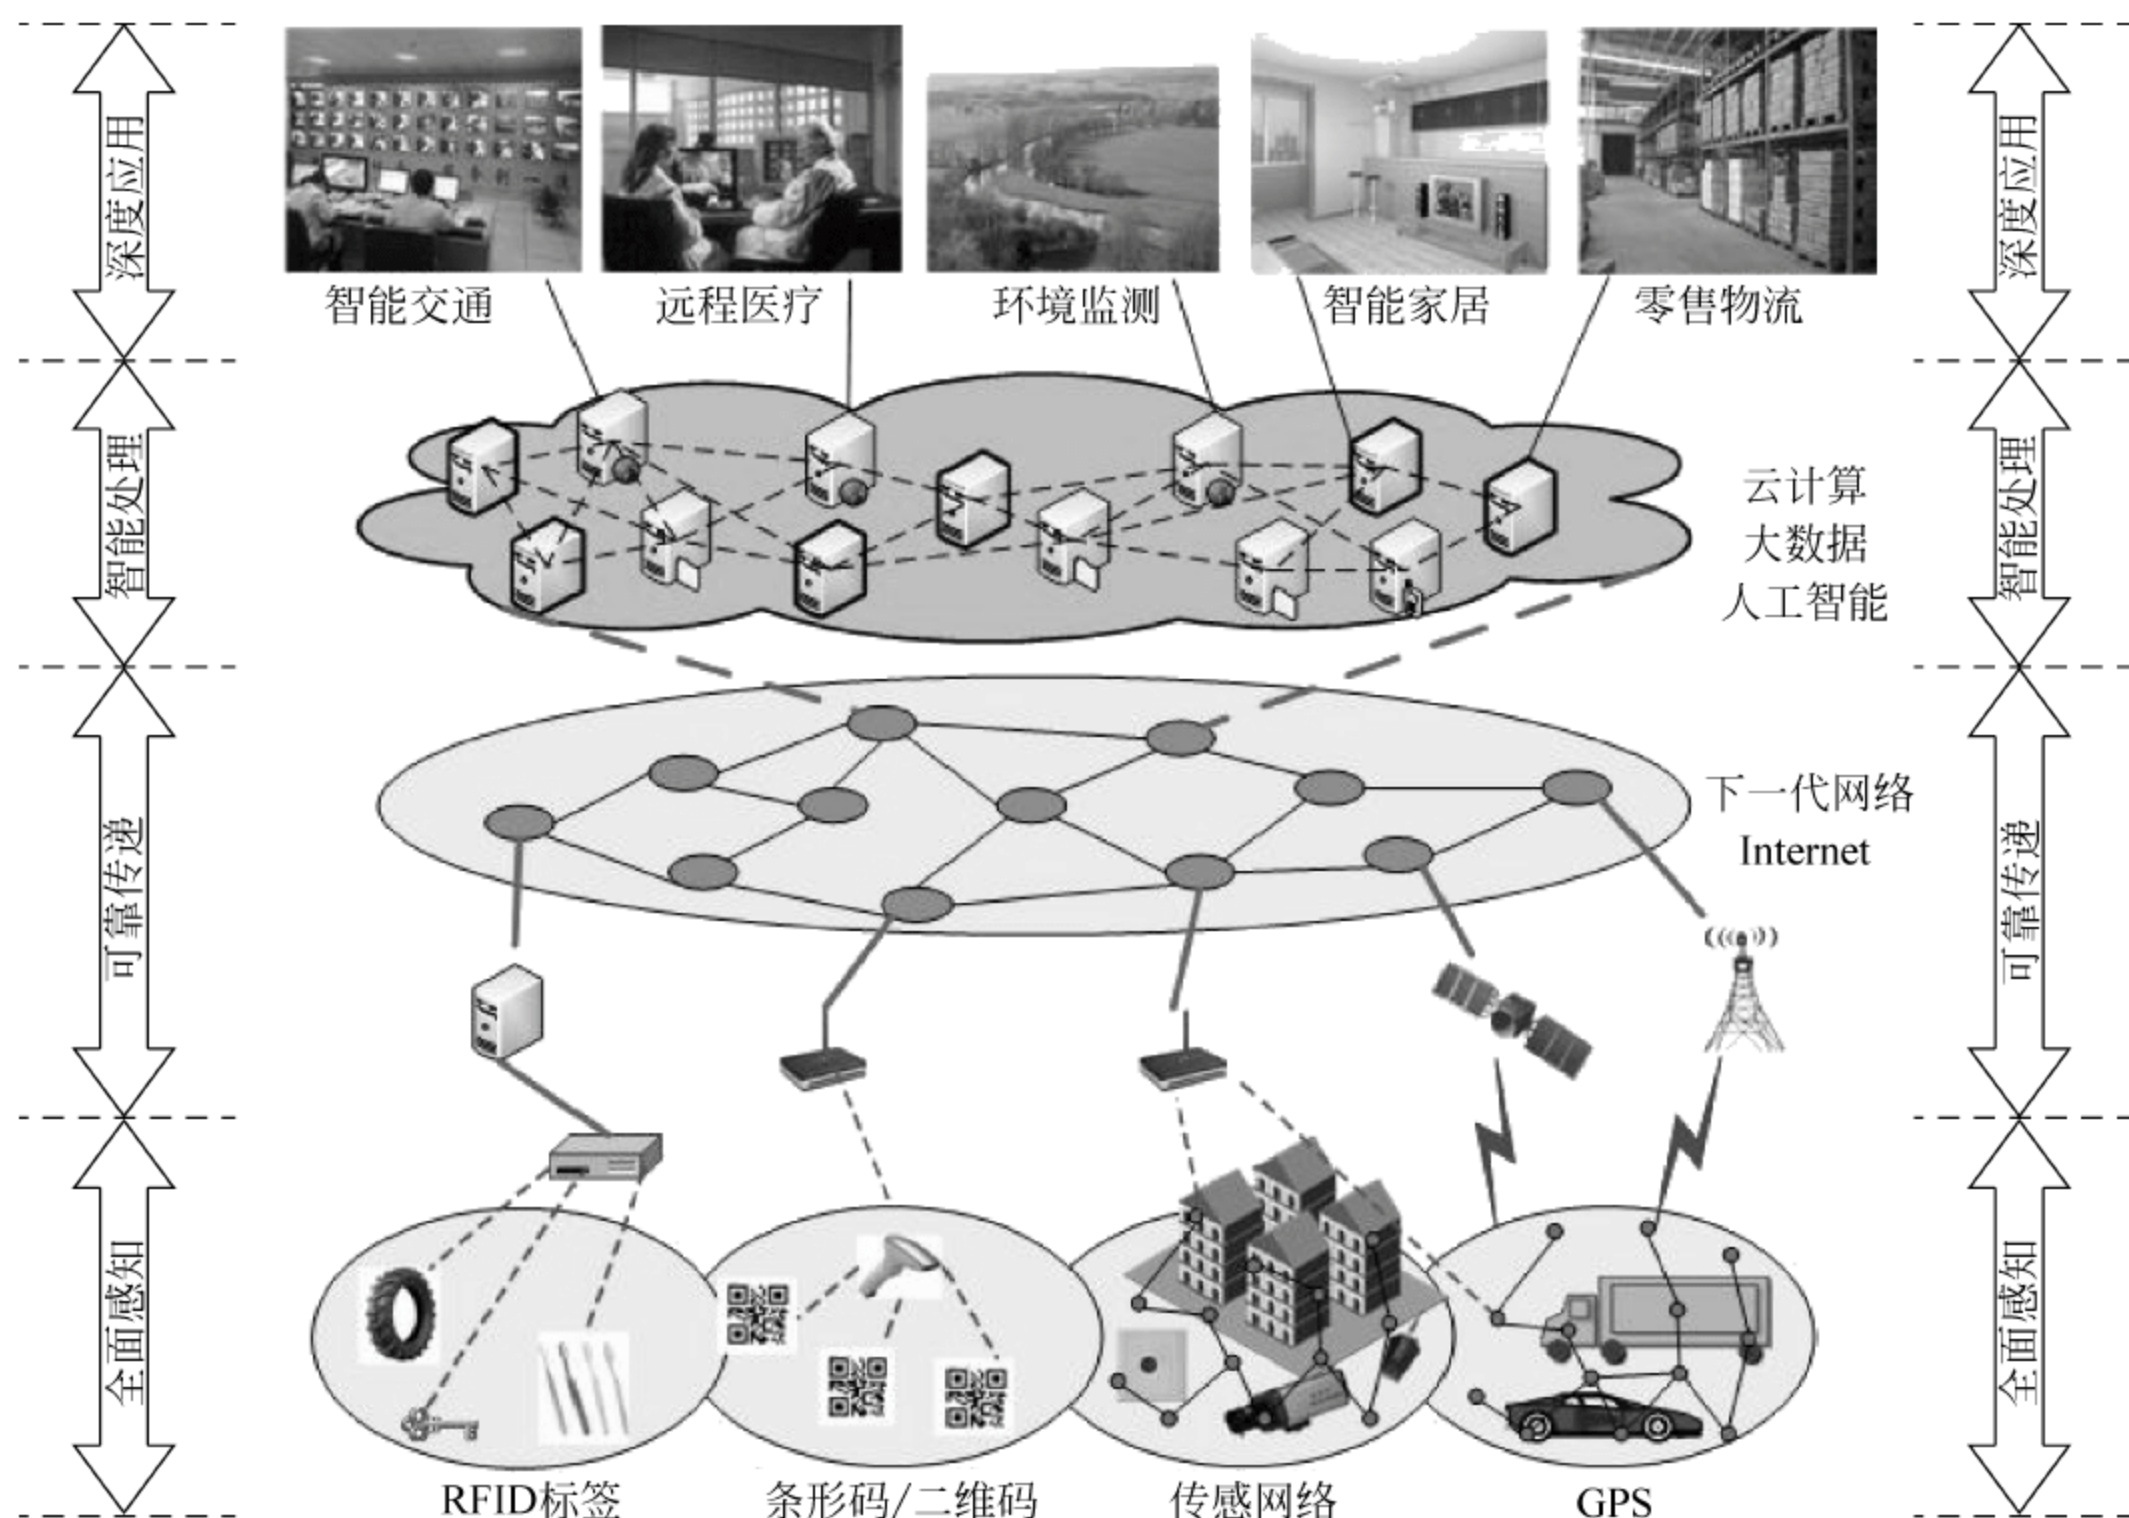 深度应用
智能交通
远程医疗
环境监测
智能家居
零售物流
深度应用
智能处理
云计算
大数据
人工智能
智能处理
可靠传递
下一代网络
Internet
可靠传递
全面感知
RFID标签
条形码/二维码
传感网络
GPS
全面感知